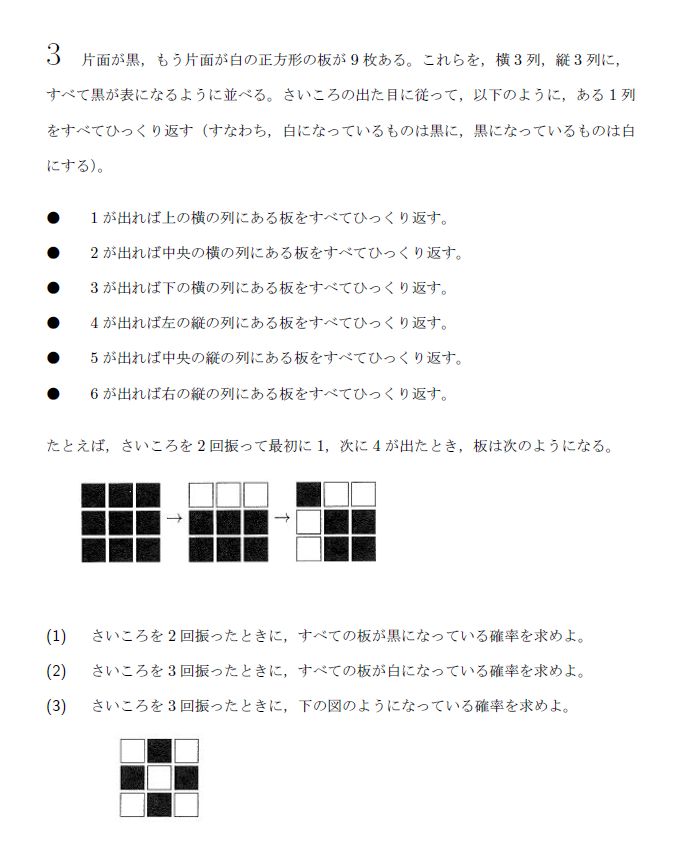 3 片面が黒，もう片面が白の正方形の板が 9 枚ある。これらを，横 3 列，縦 3 列に，
すべて黒が表になるように並べる。さいころの出た目に従って，以下のように，ある 1 列
をすべてひっくり返す（すなわち，白になっているものは黒に，黒になっているものは白
にする）。
● 1 が出れば上の横の列にある板をすべてひっくり返す。
● 2 が出れば中央の横の列にある板をすべてひっくり返す。
● 3 が出れば下の横の列にある板をすべてひっくり返す。
● 4 が出れば左の縦の列にある板をすべてひっくり返す。
● 5 が出れば中央の縦の列にある板をすべてひっくり返す。
● 6 が出れば右の縦の列にある板をすべてひっくり返す。
たとえば，さいころを 2 回振って最初に 1，次に 4 が出たとき，板は次のようになる。
→ →
(1) さいころを 2 回振ったときに，すべての板が黒になっている確率を求めよ。
(2) さいころを 3 回振ったときに，すべての板が白になっている確率を求めよ。
(3) さいころを 3 回振ったときに，下の図のようになっている確率を求めよ。